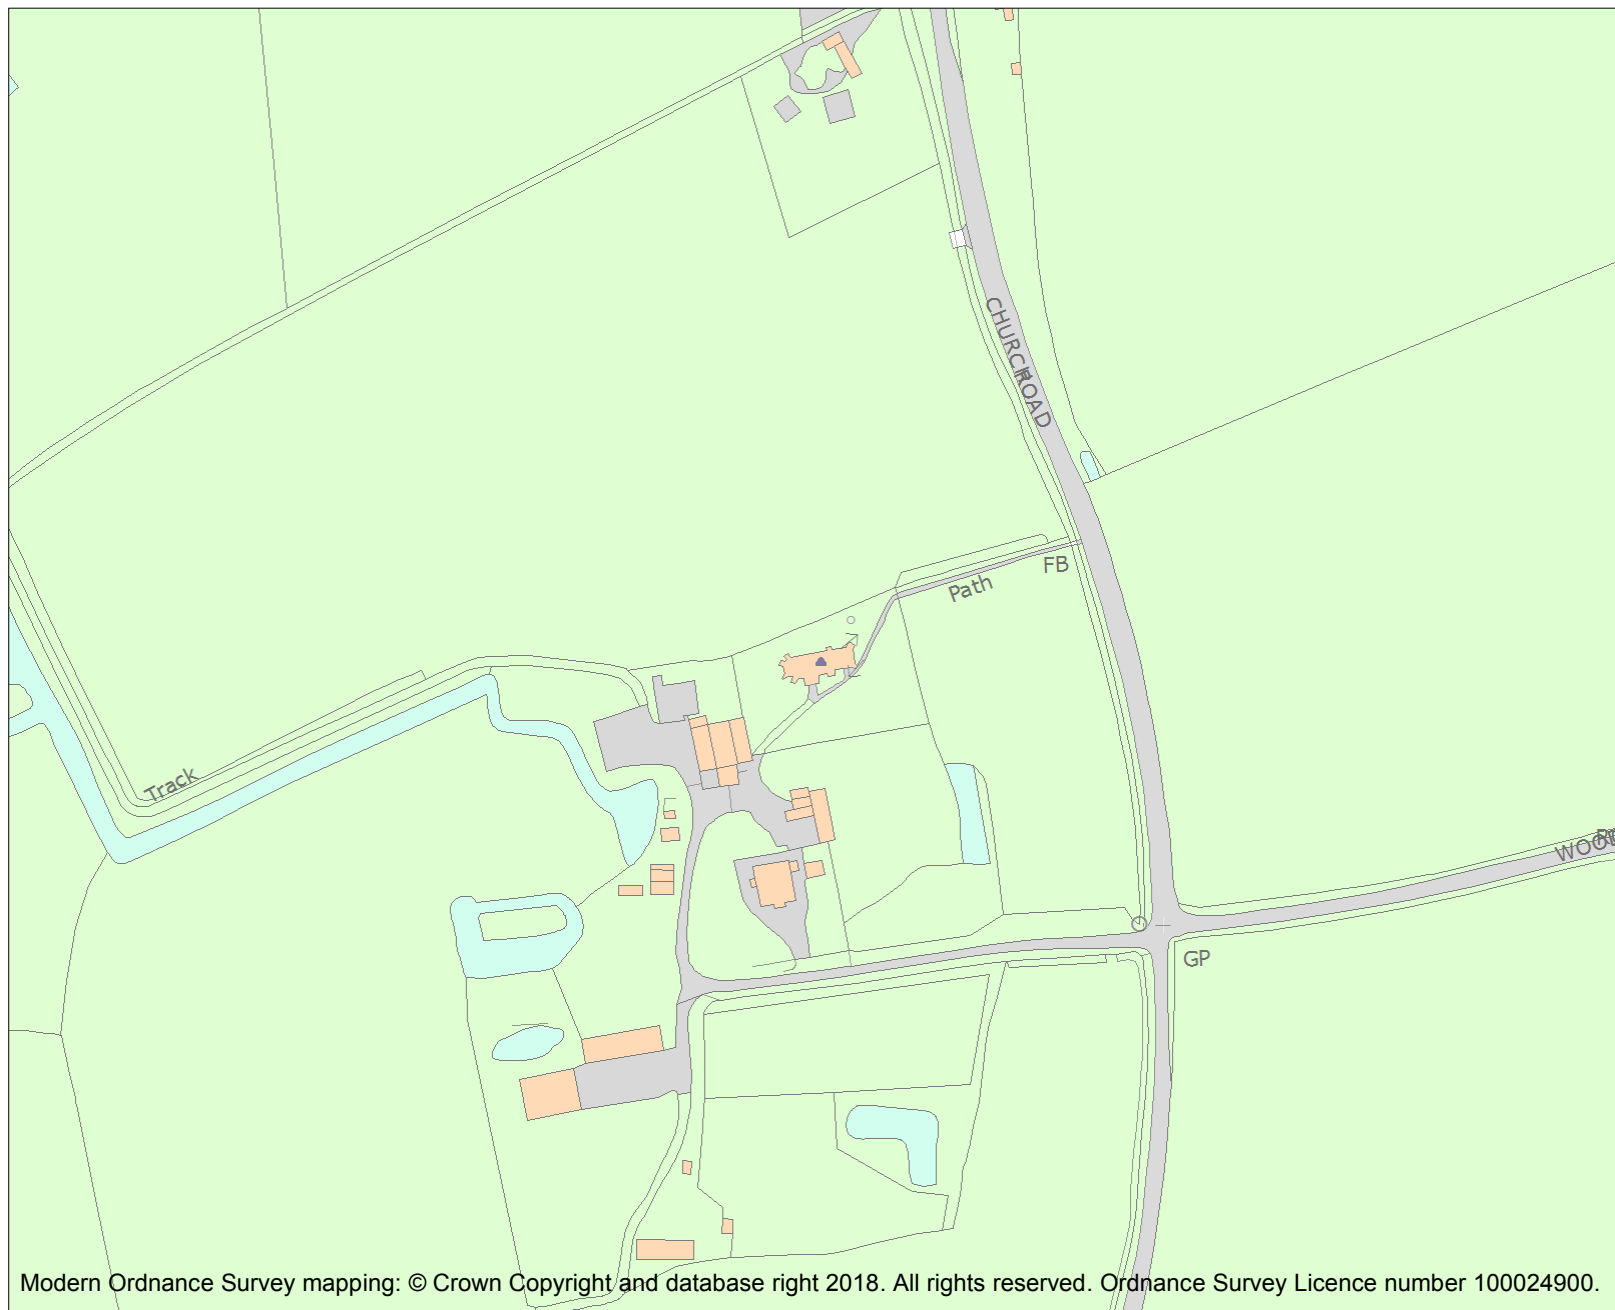 CHURCH
ROAD
FB
Path
Track
GP
Modern Ordnance Survey mapping: © Crown Copyright and database right 2018. All rights reserved. Ordnance Survey Licence number 100024900.